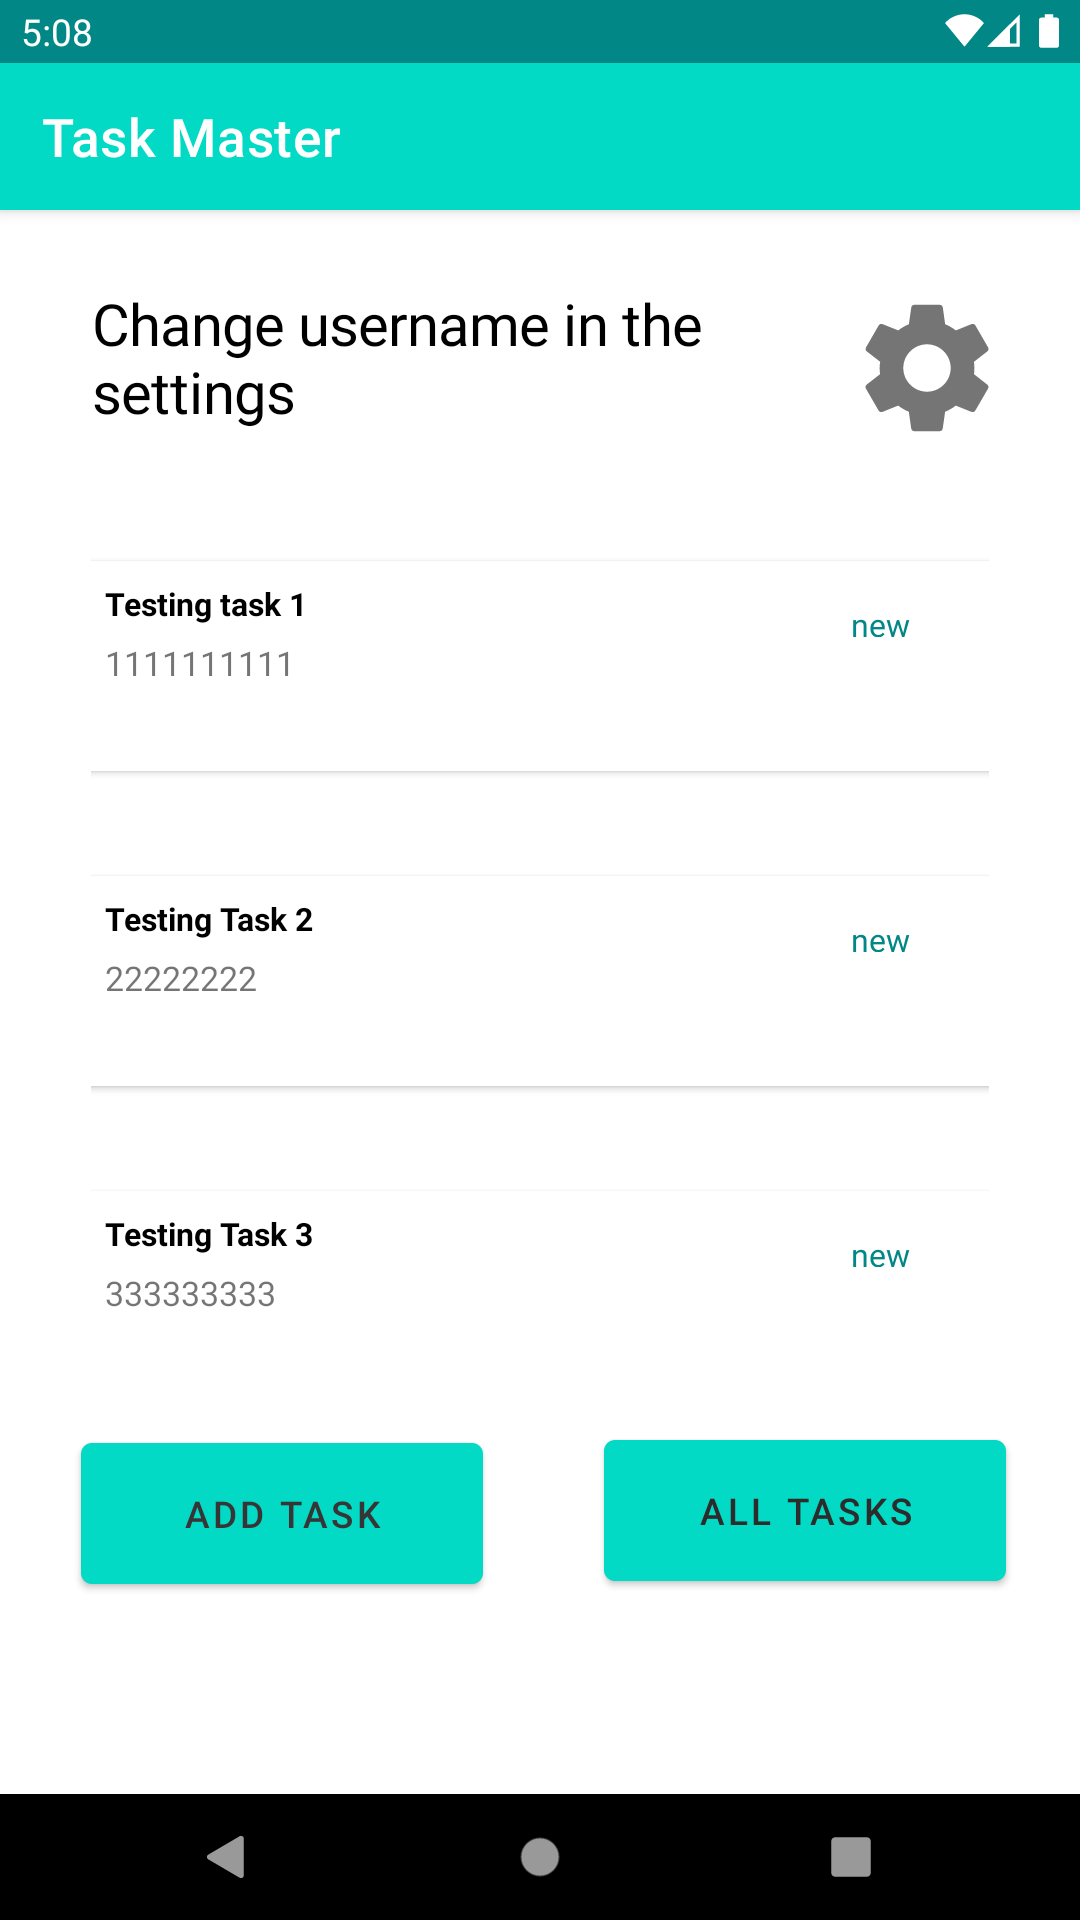 5:08
Task Master
Change username in the
settings
Testing task 1
new
1111111111
Testing Task 2
new
22222222
Testing Task 3
new
333333333
ADD TASK
ALL TASKS